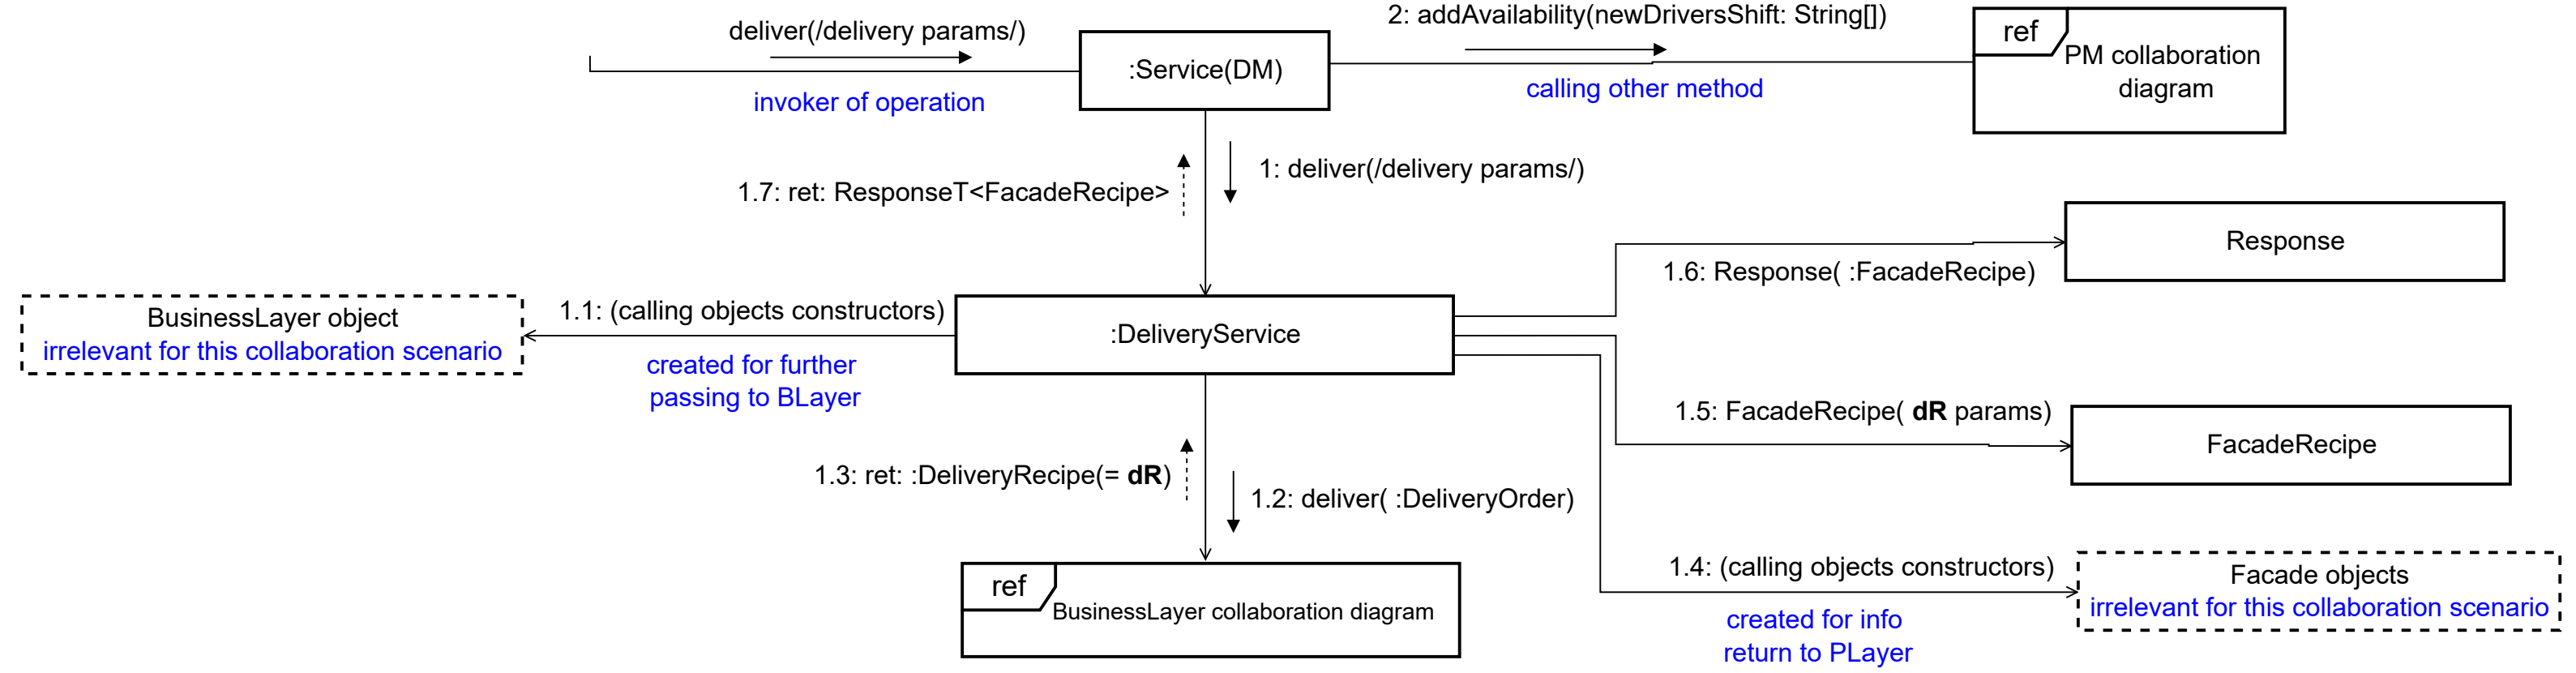 deliver(/delivery params/)
invoker of operation
:Service(DM)
2: addAvailability(newDriversShift: String[])
calling other method
ref
PM collaboration
diagram
1.7: ret: ResponseT<FacadeRecipe>
1: deliver(/delivery params/)
Response
1.6: Response( :FacadeRecipe)
BusinessLayer object
irrelevant for this collaboration scenario
1.1: (calling objects constructors)
created for further
passing to BLayer
:DeliveryService
1.5: FacadeRecipe( dR params)
FacadeRecipe
1.3: ret: :DeliveryRecipe(= dR)
1.2: deliver( :DeliveryOrder)
ref
BusinessLayer collaboration diagram
1.4: (calling objects constructors)
created for info
return to PLayer
Facade objects
irrelevant for this collaboration scenario